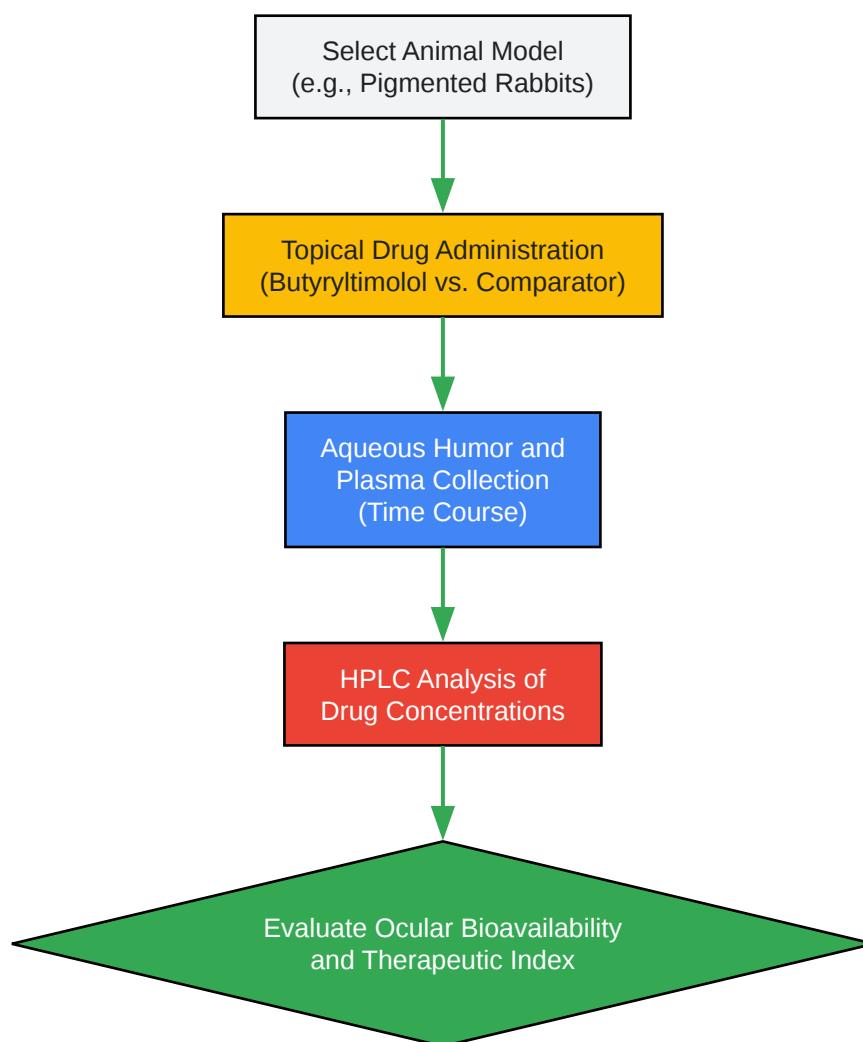 Select Animal Model
(e.g., Pigmented Rabbits)
Topical Drug Administration
(Butyryltimolol vs. Comparator)
Aqueous Humor and
Plasma Collection
(Time Course)
HPLC Analysis of
Drug Concentrations
Evaluate Ocular Bioavailability
and Therapeutic Index